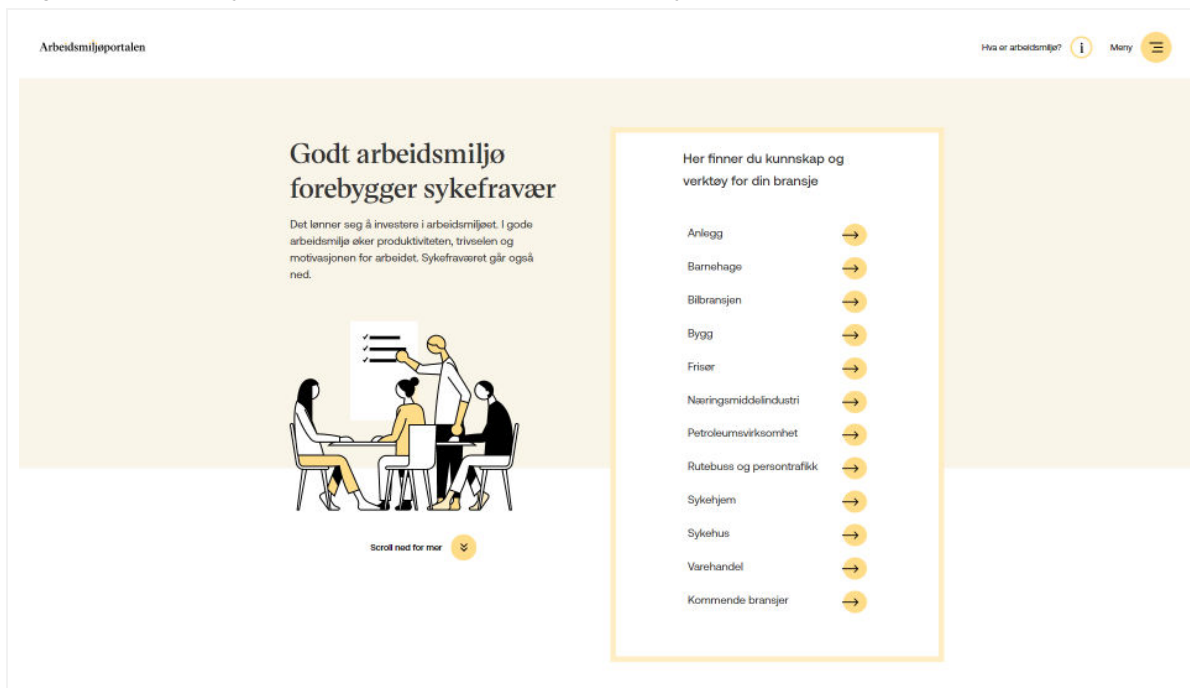 Arbeidsmiljøportalen
Hva er arbeidsmiljø?
i
Meny
Godt arbeidsmiljø
forebygger sykefravær
Det lønner seg å investere i arbeidsmiljøet. I gode
arbeidsmiljø øker produktiviteten, trivselen og
motivasjonen for arbeidet. Sykefraværet går også
ned.
Scroll ned for mer
Her finner du kunnskap og
verktøy for din bransje
Anlegg
Barnehage
Bilbransjen
Bygg
Frisør
Næringsmiddelindustri
Petroleumsvirksomhet
Rutebuss og persontrafikk
Sykehjem
Sykehus
Varehandel
Kommende bransjer